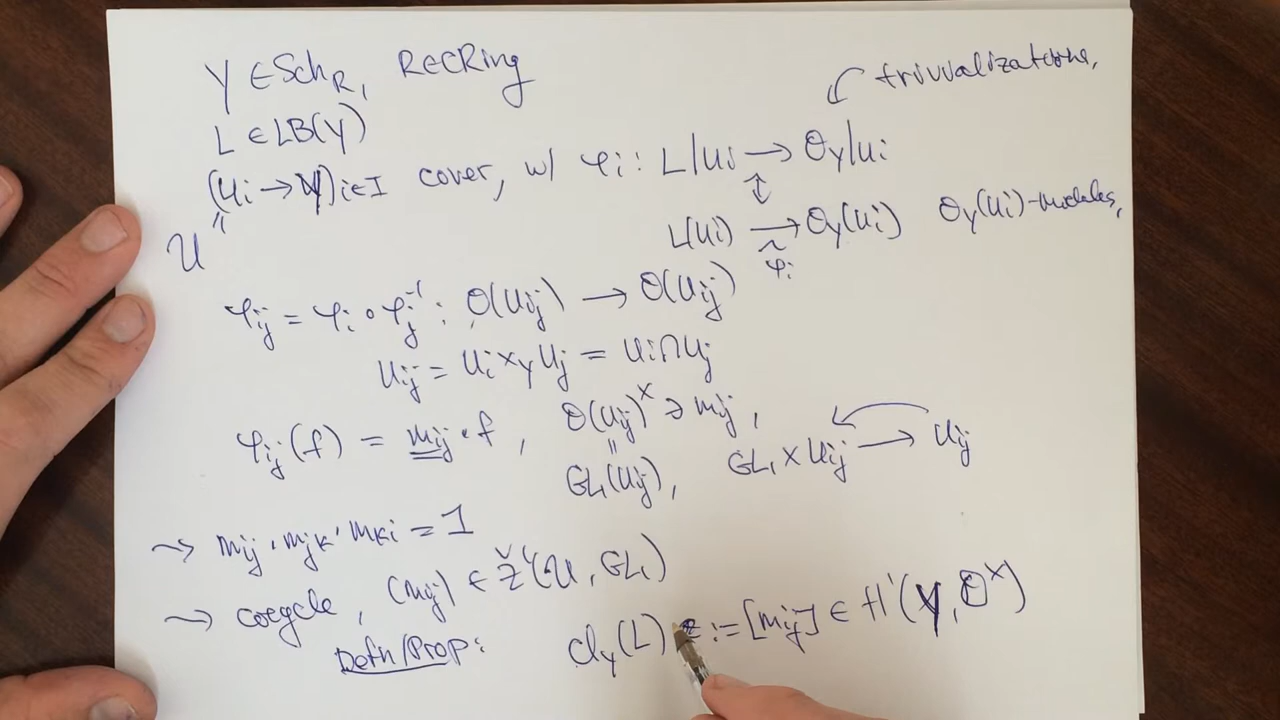 Y ∈ Sch_R, R ∈ CRing
L ∈ LB(Y)
trivializations,
(U_i → Y)_{i∈I} cover, w/ φ_i : L|U_i → O_Y|U_i
𝒰
L(U_i) →~ O_Y(U_i) O_Y(U_i)-modules,
φ_i
φ_ij = φ_i ∘ φ_j^{-1} : O(U_ij) → O(U_ij)
U_ij = U_i ×_Y U_j = U_i ∩ U_j
φ_ij(f) = m_ij · f , O(U_ij)^× ∋ m_ij ,
GL_1(U_ij), GL_1 × U_ij → U_ij
→ m_ij · m_jk · m_ki = 1
→ cocycle, (m_ij) ∈ Ž^1(𝒰, GL_1)
Defn/Prop: cl_Y(L) := [m_ij] ∈ H^1(Y, O^×)